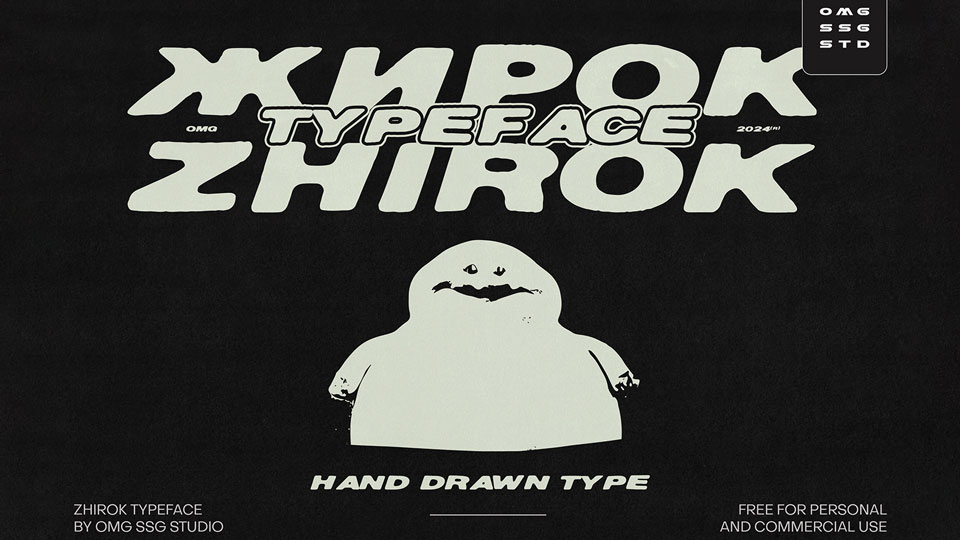 OMG
SSG
STD
ЖИРОК
TYPEFACE
OMG
2024(R)
ZHIROK
HAND DRAWN TYPE
ZHIROK TYPEFACE
BY OMG SSG STUDIO
FREE FOR PERSONAL
AND COMMERCIAL USE